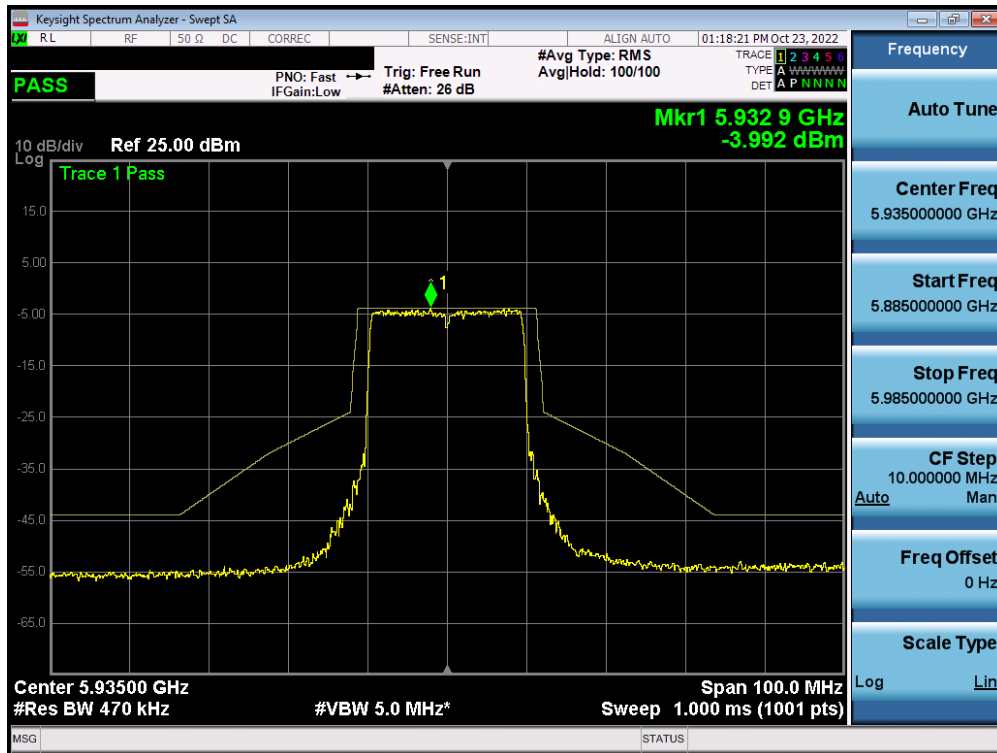 Keysight Spectrum Analyzer - Swept SA
LXI RL RF 50 Ω DC CORREC SENSE:INT ALIGN AUTO 01:18:21 PM Oct 23, 2022
PASS
PNO: Fast
IFGain:Low
Trig: Free Run
#Atten: 26 dB
#Avg Type: RMS
Avg|Hold: 100/100
TRACE 1 2 3 4 5 6
TYPE A WWWWWWW
DET A P N N N N
Mkr1 5.932 9 GHz
-3.992 dBm
10 dB/div Ref 25.00 dBm
Log
Trace 1 Pass
15.0
5.00
1
-5.00
-15.0
-25.0
-35.0
-45.0
-55.0
-65.0
Center 5.93500 GHz Span 100.0 MHz
#Res BW 470 kHz #VBW 5.0 MHz* Sweep 1.000 ms (1001 pts)
MSG STATUS
Frequency
Auto Tune
Center Freq
5.935000000 GHz
Start Freq
5.885000000 GHz
Stop Freq
5.985000000 GHz
CF Step
10.000000 MHz
Auto Man
Freq Offset
0 Hz
Scale Type
Log Lin